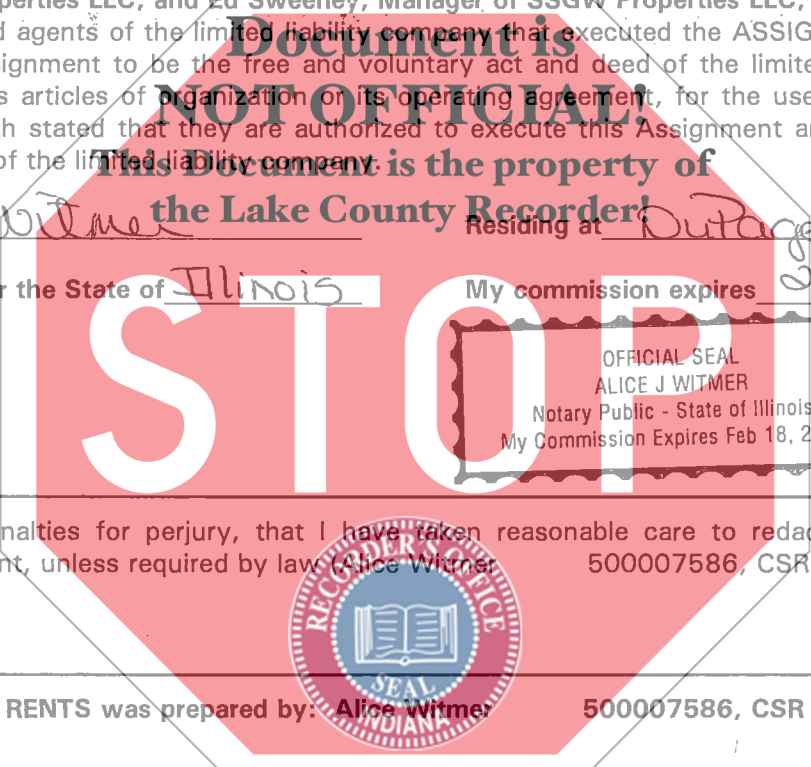 perties LLC, and Ed Sweeney, Manager of SSGW Properties LLC,
d agents of the limited liability company that executed the ASSIG
Document is
signment to be the free and voluntary act and deed of the limite
s articles of organization or its operating agreement, for the use
NOT OFFICIAL!
th stated that they are authorized to execute this Assignment a
of the limited liability company.
This Document is the property of
the Lake County Recorder!
Witmer Residing at DuPage
r the State of Illinois My commission expires
STOP
OFFICIAL SEAL
ALICE J WITMER
Notary Public - State of Illinois
My Commission Expires Feb 18, 2
nalties for perjury, that I have taken reasonable care to redac
nt, unless required by law (Alice Witmer 500007586, CSR
RECORDER'S OFFICE
SEAL
INDIANA
RENTS was prepared by: Alice Witmer 500007586, CSR